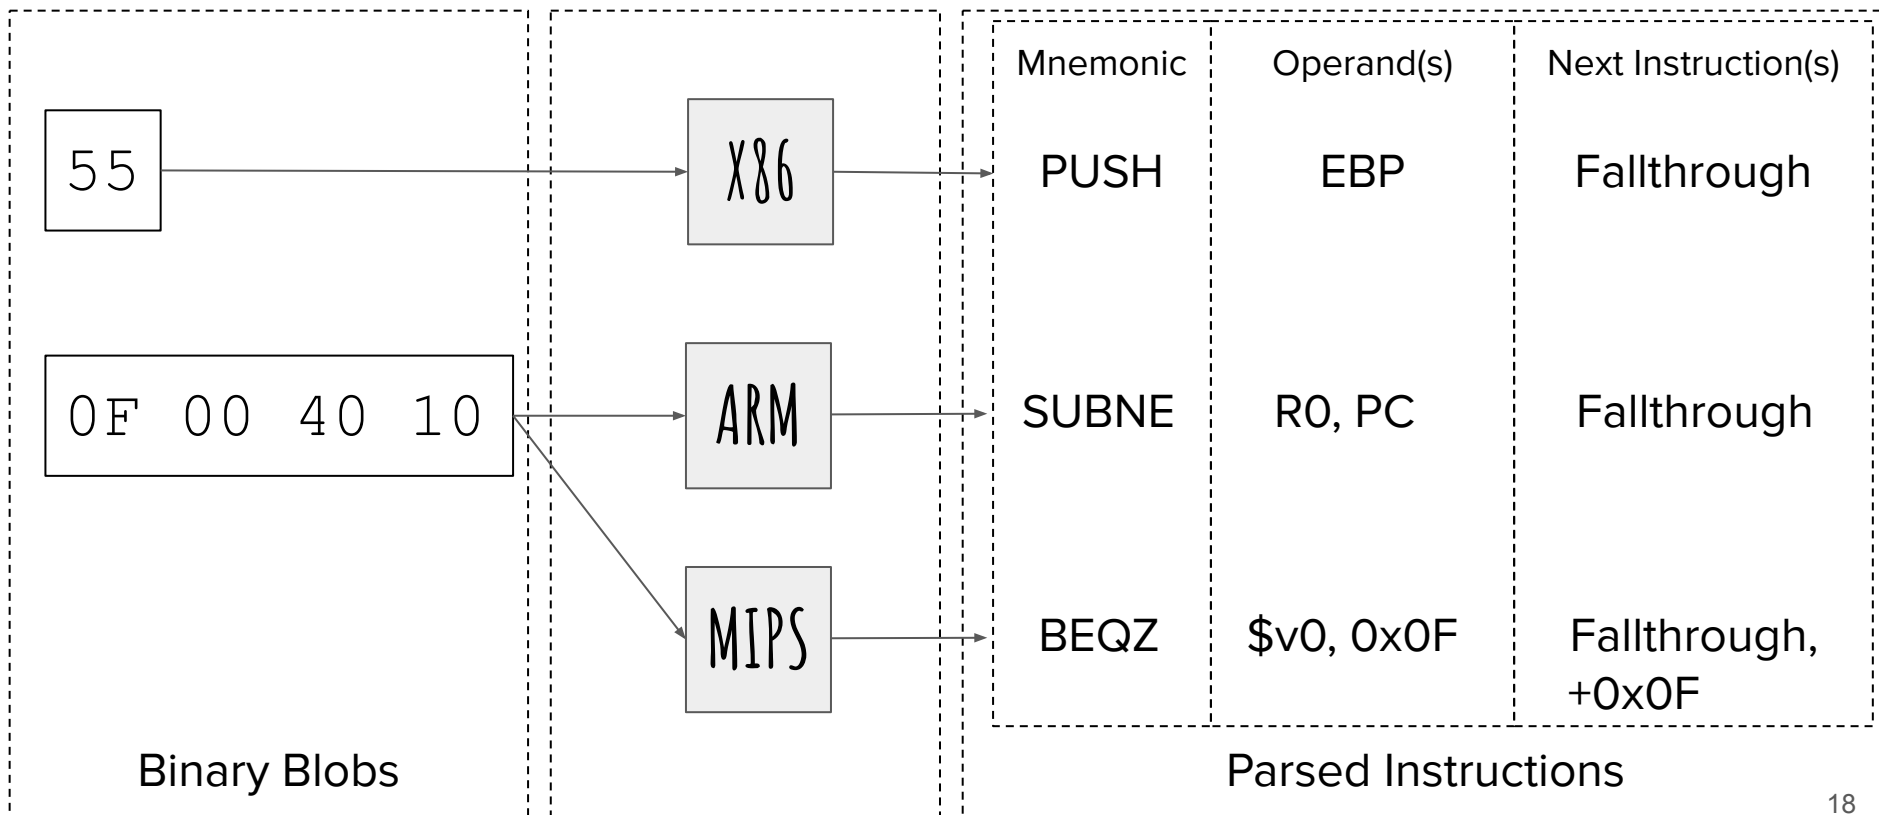 Mnemonic Operand(s) Next Instruction(s)
55 X86 PUSH EBP Fallthrough
0F 00 40 10 ARM SUBNE R0, PC Fallthrough
MIPS BEQZ $v0, 0x0F Fallthrough,
+0x0F
Binary Blobs Parsed Instructions
18